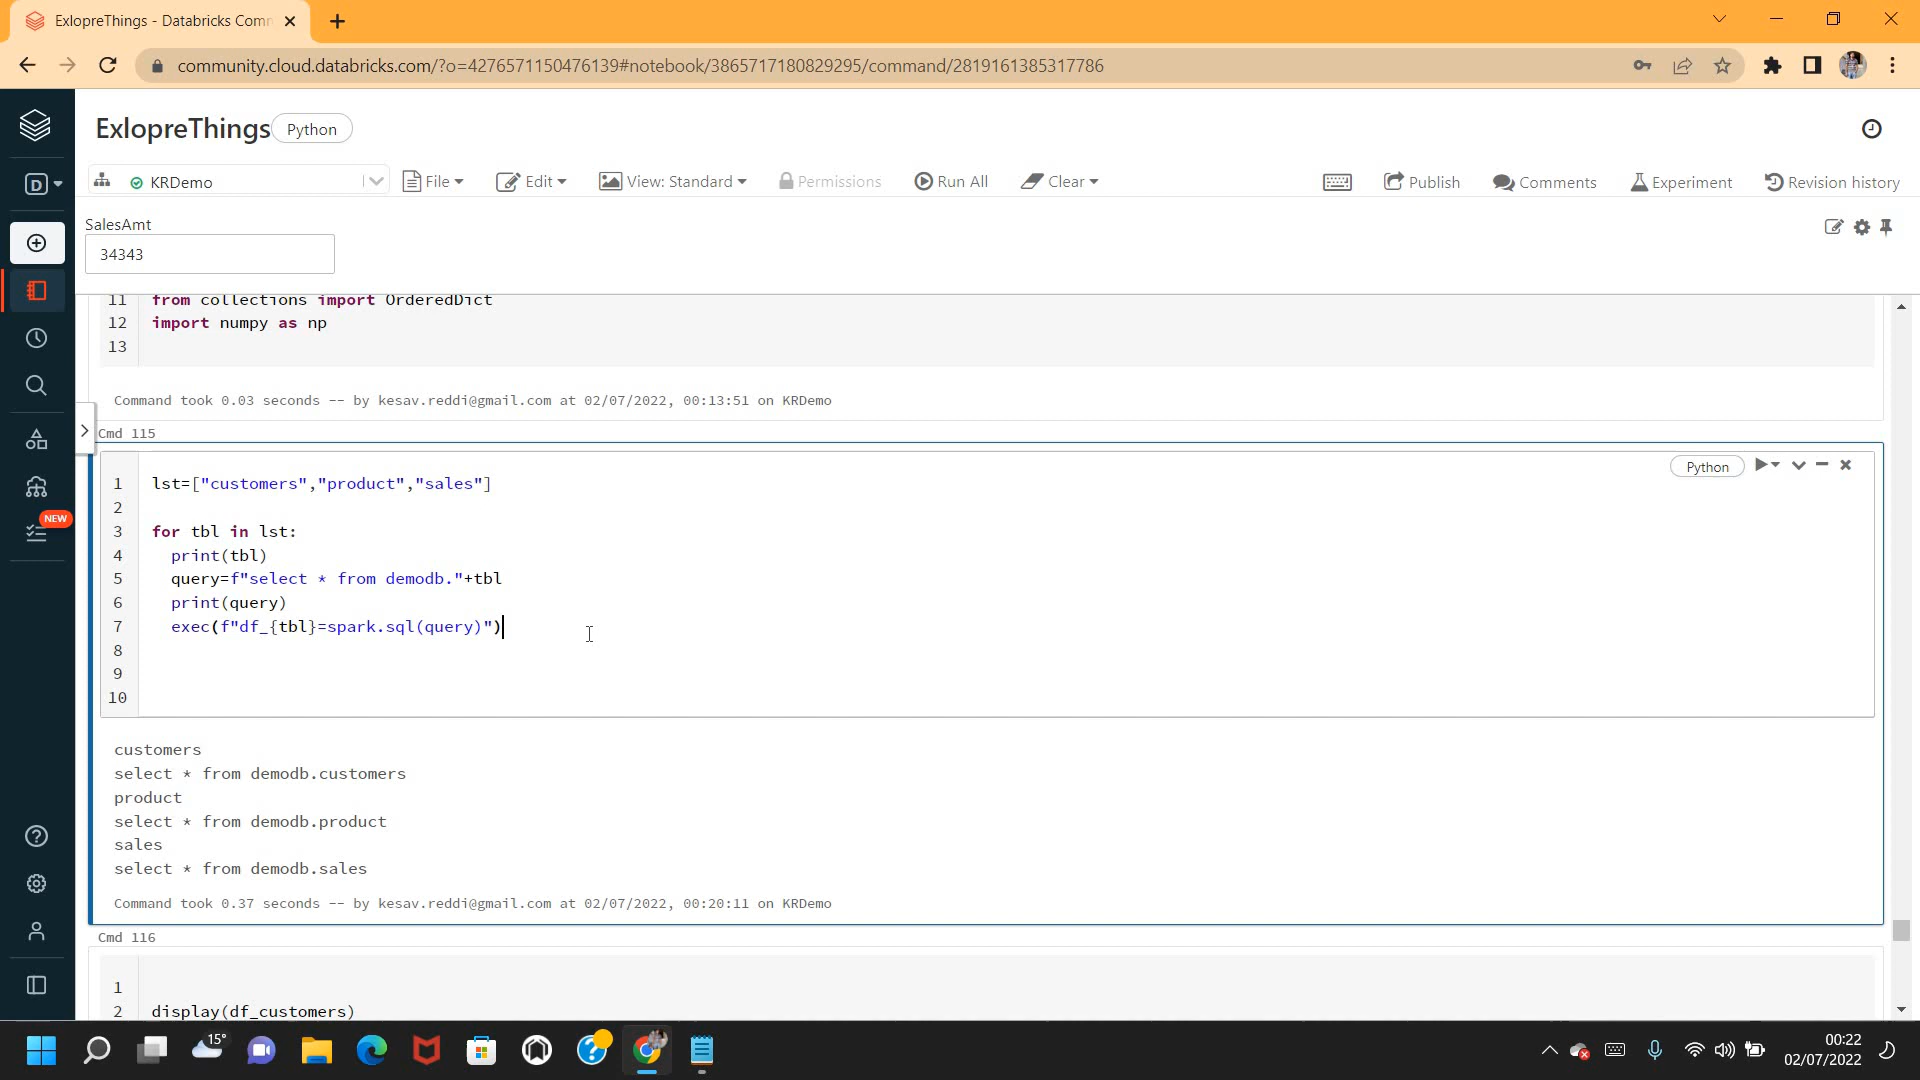 ExlopreThings - Databricks Comm
community.cloud.databricks.com/?o=4276571150476139#notebook/3865717180829295/command/2819161385317786
ExlopreThings Python
KRDemo File Edit View: Standard Permissions Run All Clear Publish Comments Experiment Revision history
D
SalesAmt
34343
11 from collections import OrderedDict
12 import numpy as np
13
Command took 0.03 seconds -- by kesav.reddi@gmail.com at 02/07/2022, 00:13:51 on KRDemo
Cmd 115
Python
1 lst=["customers","product","sales"]
2
3 for tbl in lst:
4 print(tbl)
5 query=f"select * from demodb."+tbl
6 print(query)
7 exec(f"df_{tbl}=spark.sql(query)")
8
9
10
NEW
customers
select * from demodb.customers
product
select * from demodb.product
sales
select * from demodb.sales
Command took 0.37 seconds -- by kesav.reddi@gmail.com at 02/07/2022, 00:20:11 on KRDemo
Cmd 116
1
2 display(df_customers)
15°
00:22
02/07/2022